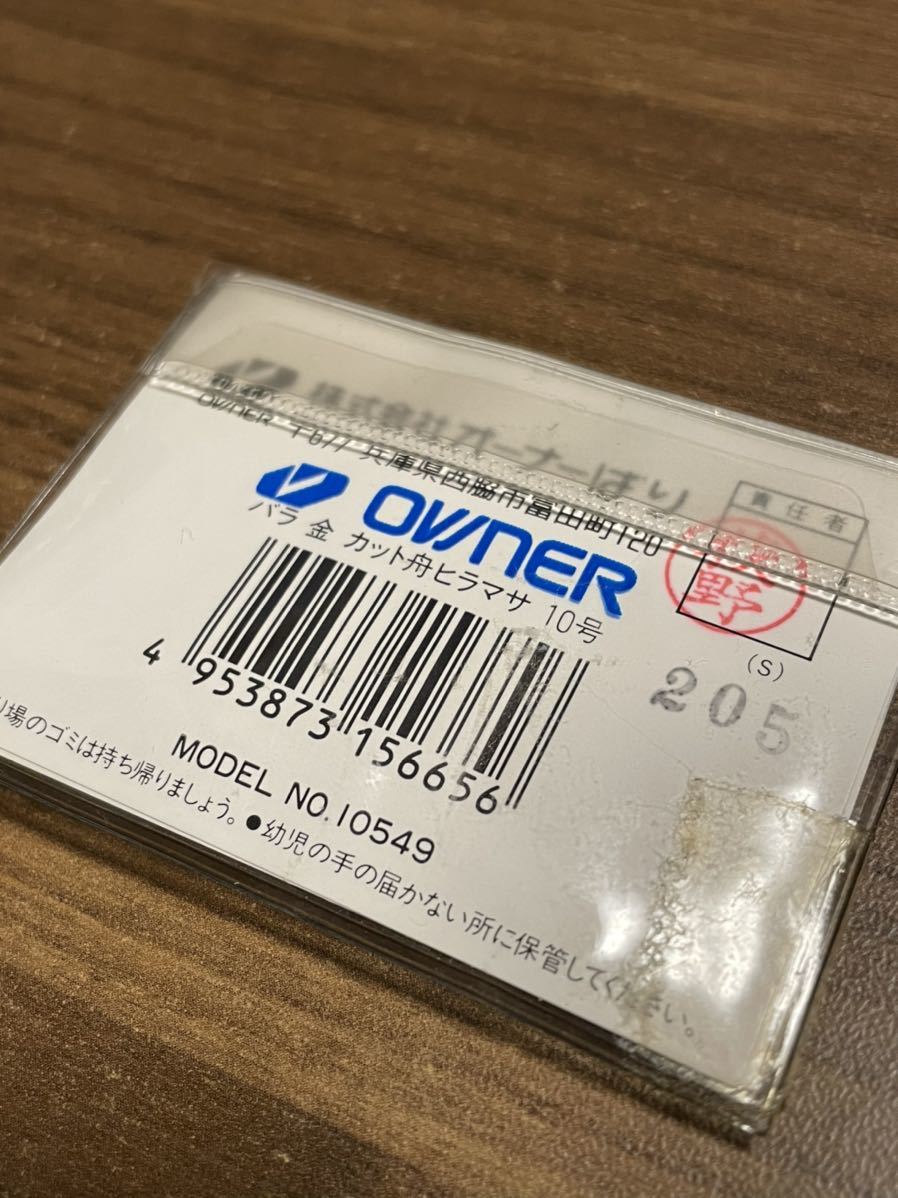 株式会社オーナーばり
OWNER 〒677 兵庫県西脇市富田町120
責任者
野
OWNER
バラ 金 カット舟ヒラマサ 10号
(S)
205
4 953873 156656
MODEL NO.10549
り場のゴミは持ち帰りましょう。●幼児の手の届かない所に保管してください。